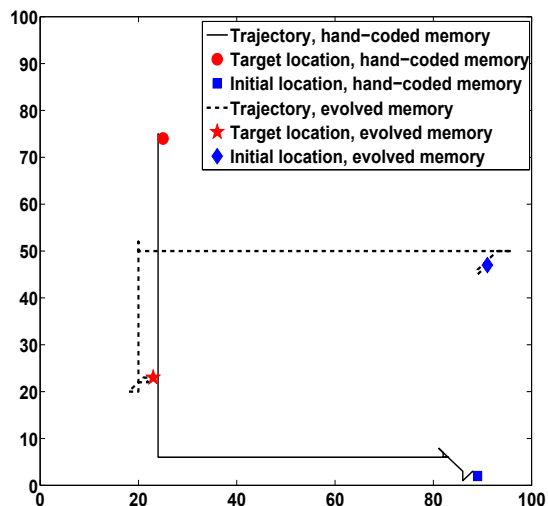 100
90
80
70
60
50
40
30
20
10
0
0 20 40 60 80 100
Trajectory, hand−coded memory
Target location, hand−coded memory
Initial location, hand−coded memory
Trajectory, evolved memory
Target location, evolved memory
Initial location, evolved memory